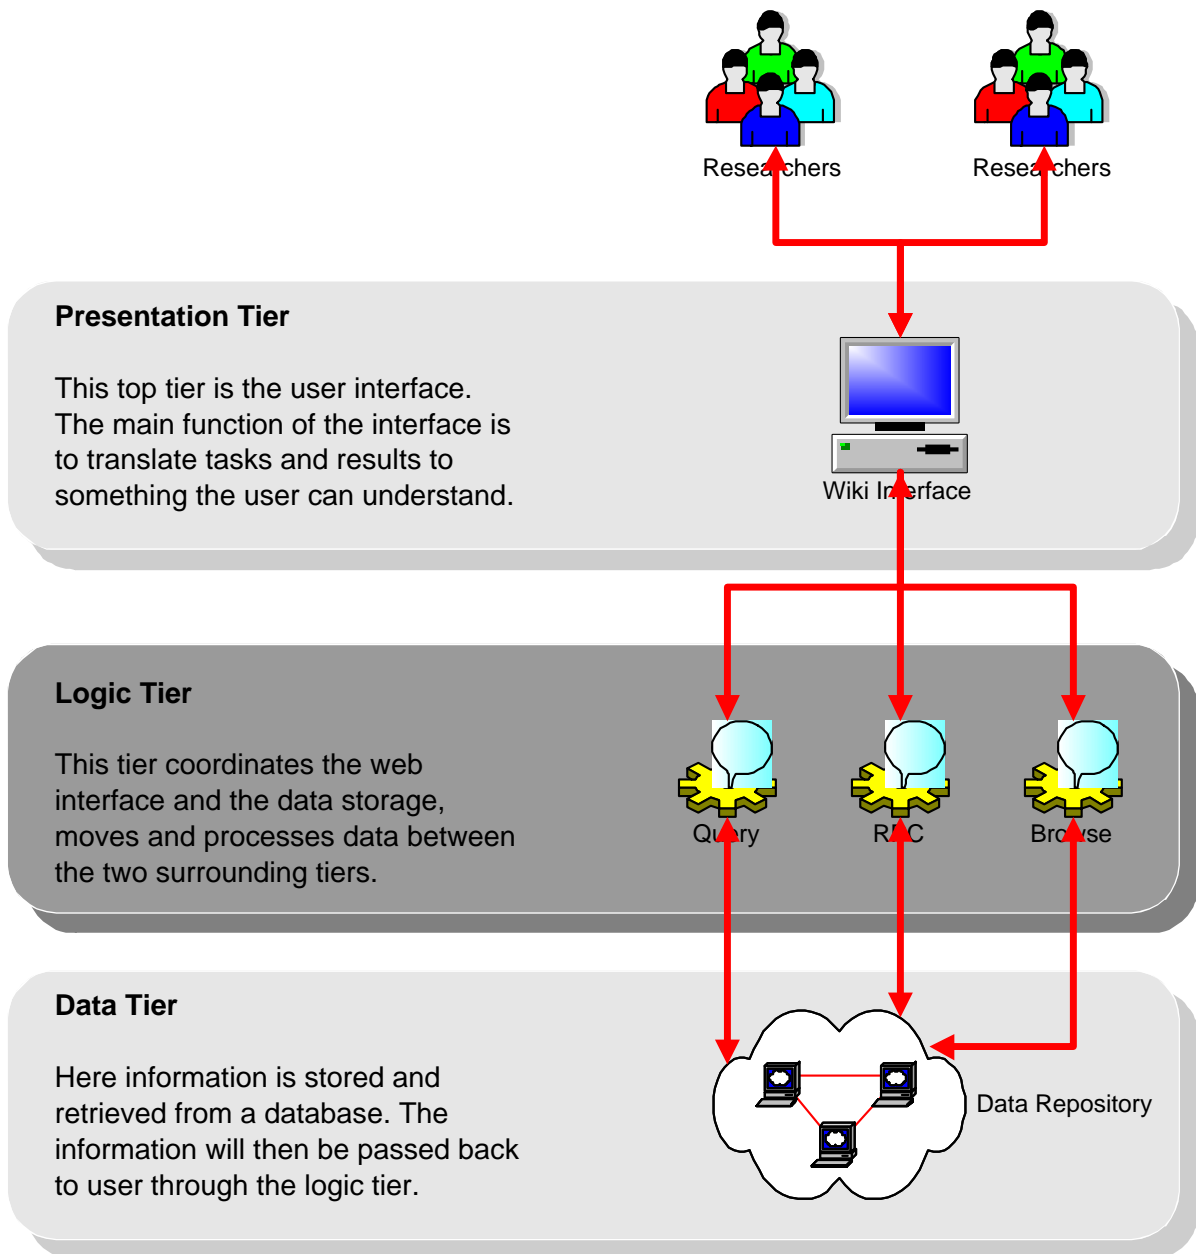 Researchers
Researchers
Presentation Tier
This top tier is the user interface.
The main function of the interface is
to translate tasks and results to
something the user can understand.
Wiki Interface
Logic Tier
This tier coordinates the web
interface and the data storage,
moves and processes data between
the two surrounding tiers.
Query
RPC
Browse
Data Tier
Here information is stored and
retrieved from a database. The
information will then be passed back
to user through the logic tier.
Data Repository